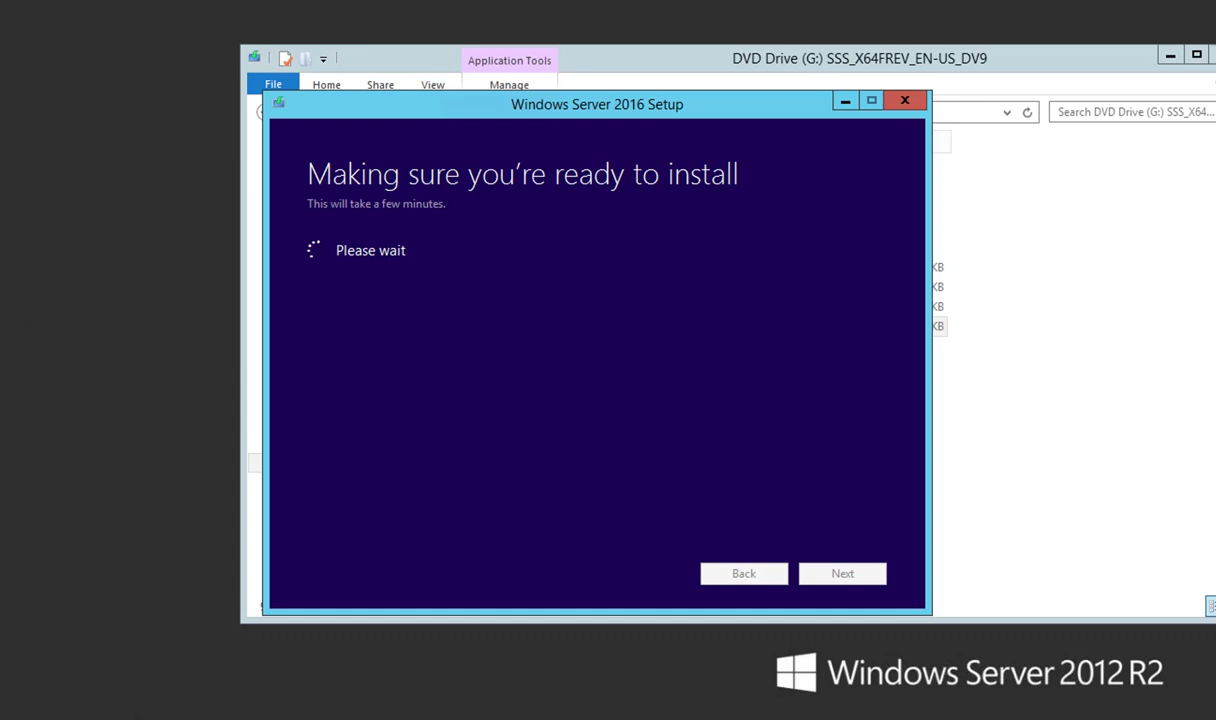 Application Tools
DVD Drive (G:) SSS_X64FREV_EN-US_DV9
File Home Share View Manage
Windows Server 2016 Setup
Search DVD Drive (G:) SSS_X64...
Making sure you're ready to install
This will take a few minutes.
Please wait
KB
KB
KB
KB
Back Next
Windows Server 2012 R2